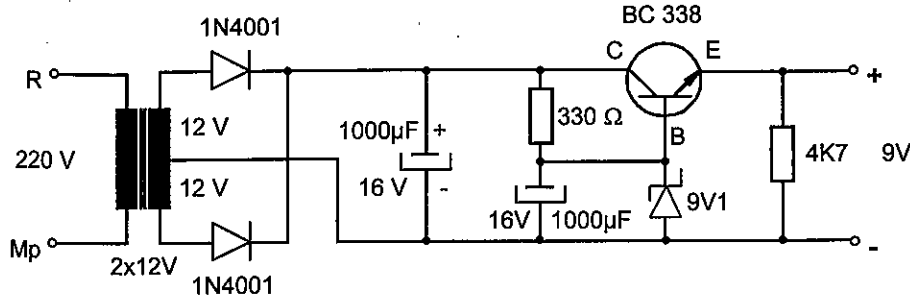 BC 338
1N4001
C
E
R
+
12 V
1000µF
+
330 Ω
B
220 V
4K7
9V
12 V
16 V
-
16V
1000µF
9V1
Mp
-
2x12V
1N4001